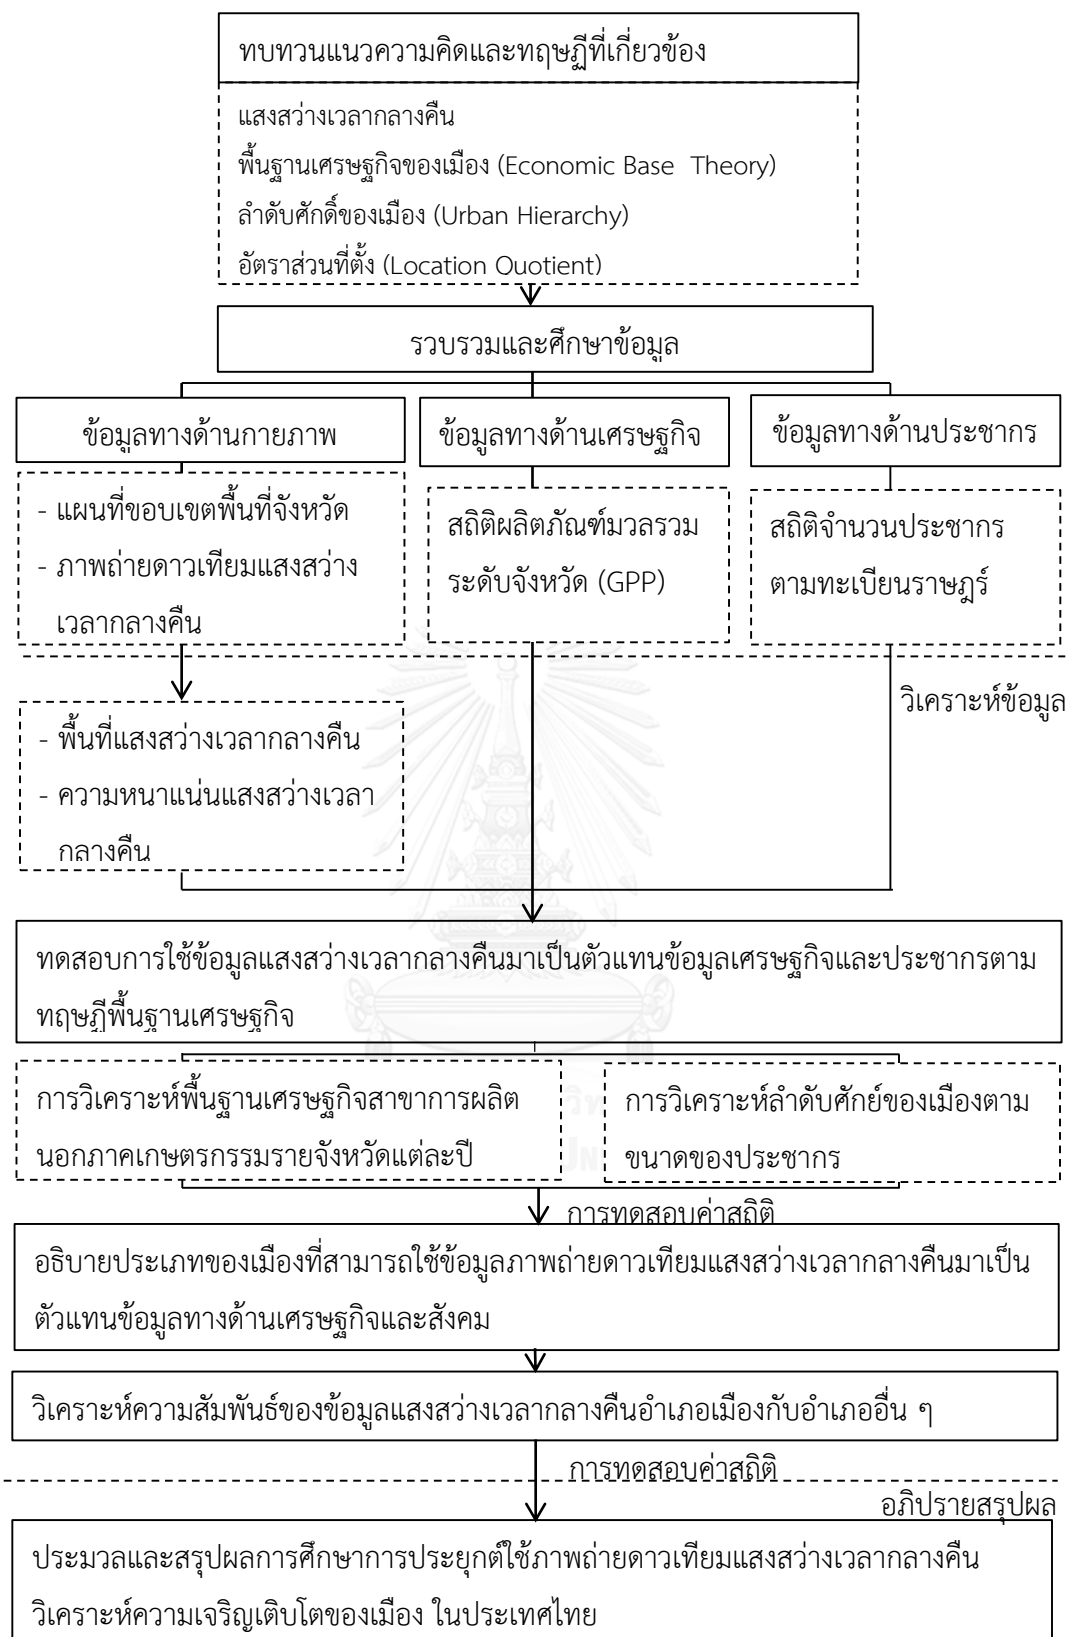 ทบทวนแนวความคิดและทฤษฎีที่เกี่ยวข้อง
แสงสว่างเวลากลางคืน
พื้นฐานเศรษฐกิจของเมือง (Economic Base Theory)
ลำดับศักดิ์ของเมือง (Urban Hierarchy)
อัตราส่วนที่ตั้ง (Location Quotient)
รวบรวมและศึกษาข้อมูล
ข้อมูลทางด้านกายภาพ
ข้อมูลทางด้านเศรษฐกิจ
ข้อมูลทางด้านประชากร
- แผนที่ขอบเขตพื้นที่จังหวัด
- ภาพถ่ายดาวเทียมแสงสว่าง
เวลากลางคืน
สถิติผลิตภัณฑ์มวลรวม
ระดับจังหวัด (GPP)
สถิติจำนวนประชากร
ตามทะเบียนราษฎร์
วิเคราะห์ข้อมูล
- พื้นที่แสงสว่างเวลากลางคืน
- ความหนาแน่นแสงสว่างเวลา
กลางคืน
ทดสอบการใช้ข้อมูลแสงสว่างเวลากลางคืนมาเป็นตัวแทนข้อมูลเศรษฐกิจและประชากรตาม
ทฤษฎีพื้นฐานเศรษฐกิจ
การวิเคราะห์พื้นฐานเศรษฐกิจสาขาการผลิต
นอกภาคเกษตรกรรมรายจังหวัดแต่ละปี
การวิเคราะห์ลำดับศักย์ของเมืองตาม
ขนาดของประชากร
การทดสอบค่าสถิติ
อธิบายประเภทของเมืองที่สามารถใช้ข้อมูลภาพถ่ายดาวเทียมแสงสว่างเวลากลางคืนมาเป็น
ตัวแทนข้อมูลทางด้านเศรษฐกิจและสังคม
วิเคราะห์ความสัมพันธ์ของข้อมูลแสงสว่างเวลากลางคืนอำเภอเมืองกับอำเภออื่น ๆ
การทดสอบค่าสถิติ
อภิปรายสรุปผล
ประมวลและสรุปผลการศึกษาการประยุกต์ใช้ภาพถ่ายดาวเทียมแสงสว่างเวลากลางคืน
วิเคราะห์ความเจริญเติบโตของเมือง ในประเทศไทย